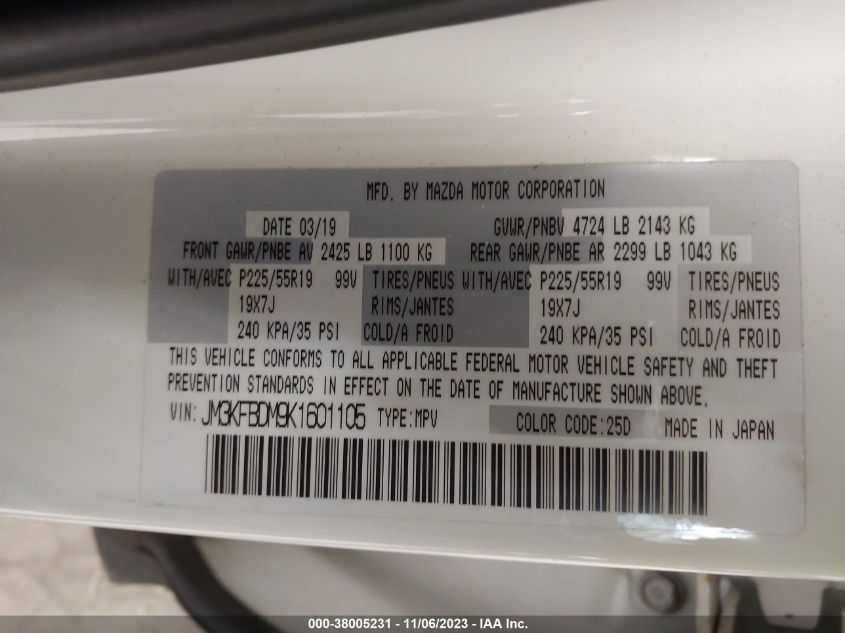 MFD. BY MAZDA MOTOR CORPORATION
DATE 03/19 GVWR/PNBV 4724 LB 2143 KG
FRONT GAWR/PNBE AV 2425 LB 1100 KG REAR GAWR/PNBE AR 2299 LB 1043 KG
WITH/AVEC P225/55R19 99V TIRES/PNEUS WITH/AVEC P225/55R19 99V TIRES/PNEUS
19X7J RIMS/JANTES 19X7J RIMS/JANTES
240 KPA/35 PSI COLD/A FROID 240 KPA/35 PSI COLD/A FROID
THIS VEHICLE CONFORMS TO ALL APPLICABLE FEDERAL MOTOR VEHICLE SAFETY AND THEFT
PREVENTION STANDARDS IN EFFECT ON THE DATE OF MANUFACTURE SHOWN ABOVE.
VIN: JM3KFBDM9K1601105 TYPE:MPV COLOR CODE:25D MADE IN JAPAN
000-38005231 - 11/06/2023 - IAA Inc.